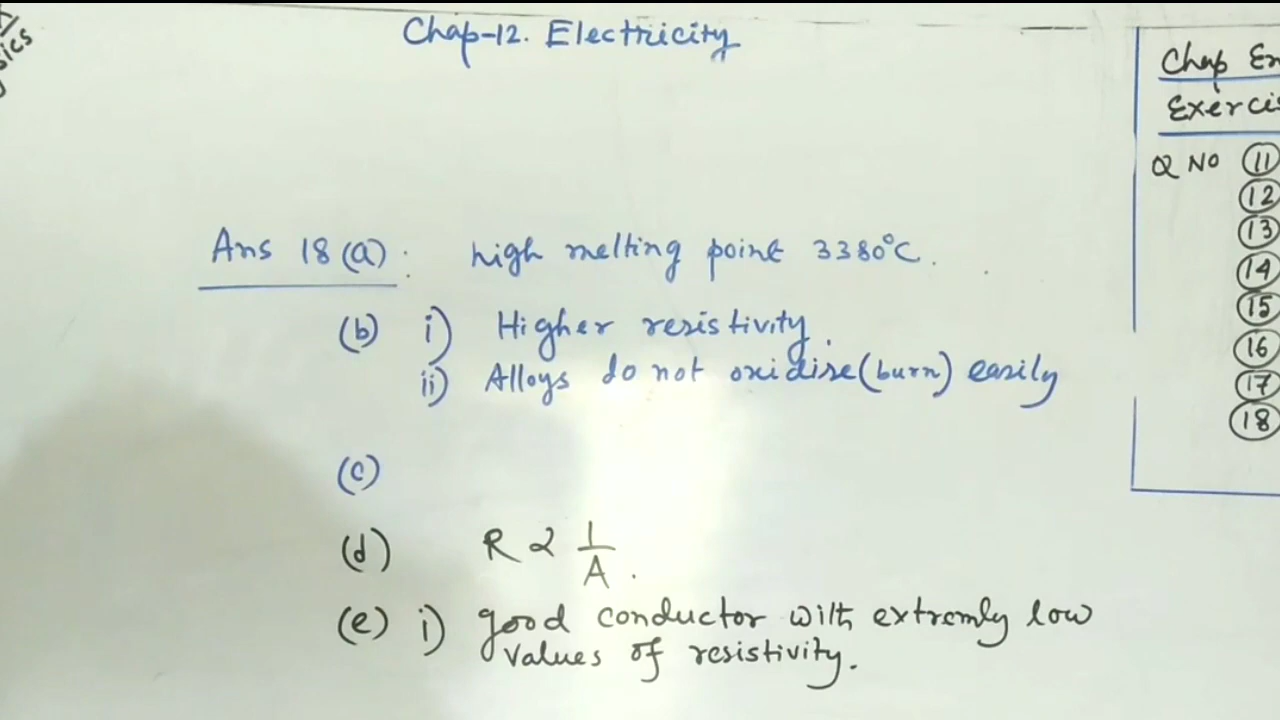 ics
Chap-12. Electricity
Ans 18 (a). high melting point 3380°C.
(b) i) Higher resistivity.
ii) Alloys do not oxidise (burn) easily
(c)
(d) R ∝ 1/A.
(e) i) good conductor with extremly low
values of resistivity.
Chap En
Exerci
Q No 11
12
13
14
15
16
17
18